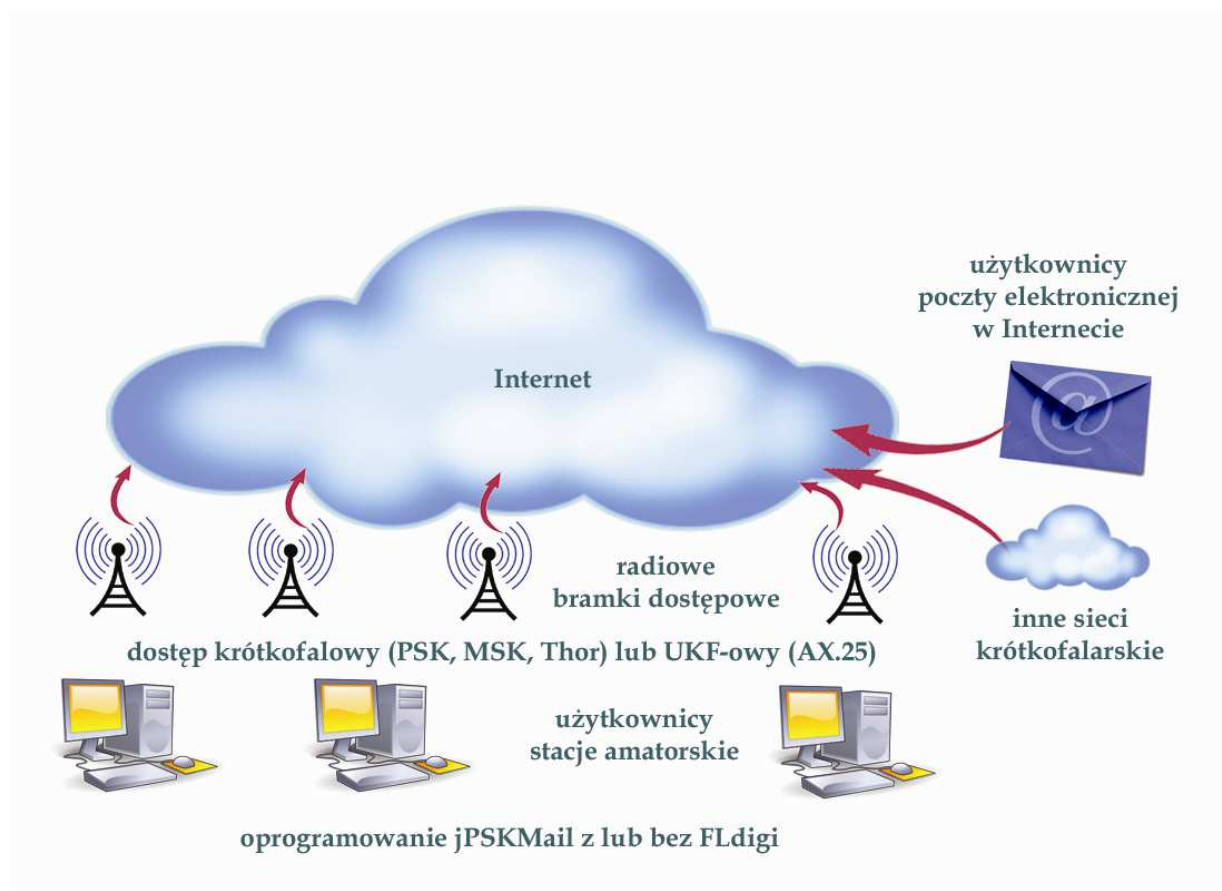 użytkownicy
poczty elektronicznej
w Internecie
Internet
@
radiowe
bramki dostępowe
inne sieci
krótkofalarskie
dostęp krótkofalowy (PSK, MSK, Thor) lub UKF-owy (AX.25)
użytkownicy
stacje amatorskie
oprogramowanie jPSKMail z lub bez FLdigi